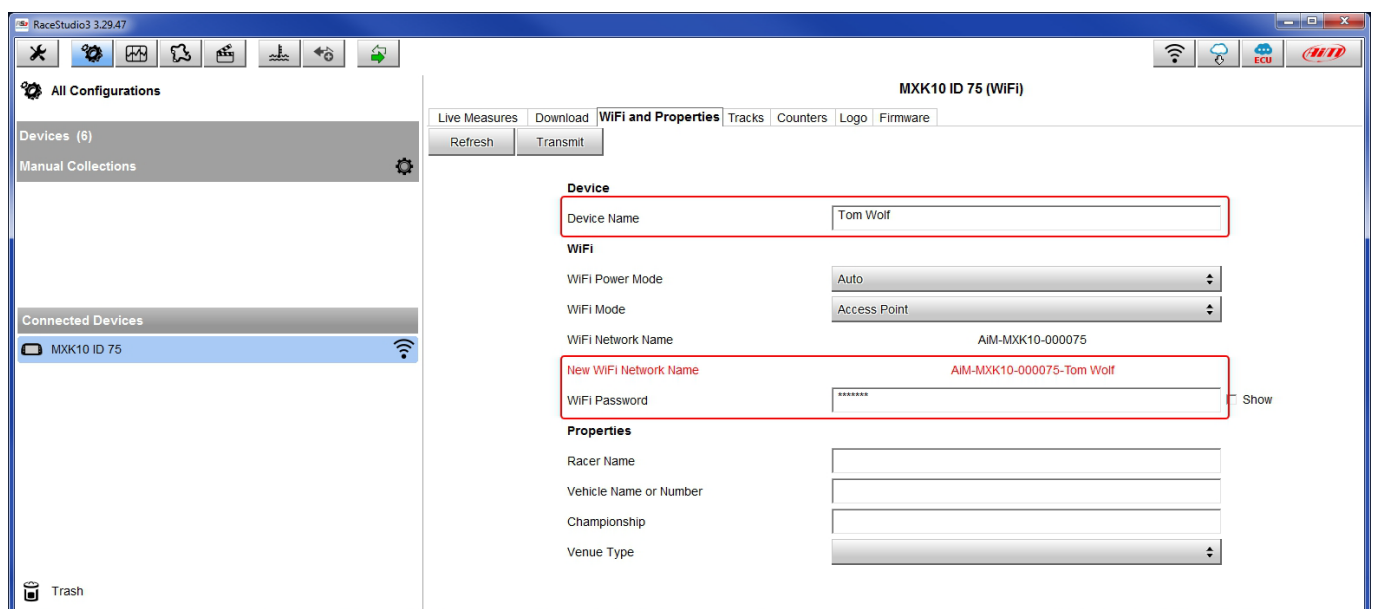 RaceStudio3 3.29.47
ECU
AiM
All Configurations
MXK10 ID 75 (WiFi)
Live Measures Download WiFi and Properties Tracks Counters Logo Firmware
Devices (6)
Refresh Transmit
Manual Collections
Device
Device Name Tom Wolf
WiFi
WiFi Power Mode Auto
WiFi Mode Access Point
Connected Devices
WiFi Network Name AiM-MXK10-000075
MXK10 ID 75
New WiFi Network Name AiM-MXK10-000075-Tom Wolf
WiFi Password ******* Show
Properties
Racer Name
Vehicle Name or Number
Championship
Venue Type
Trash